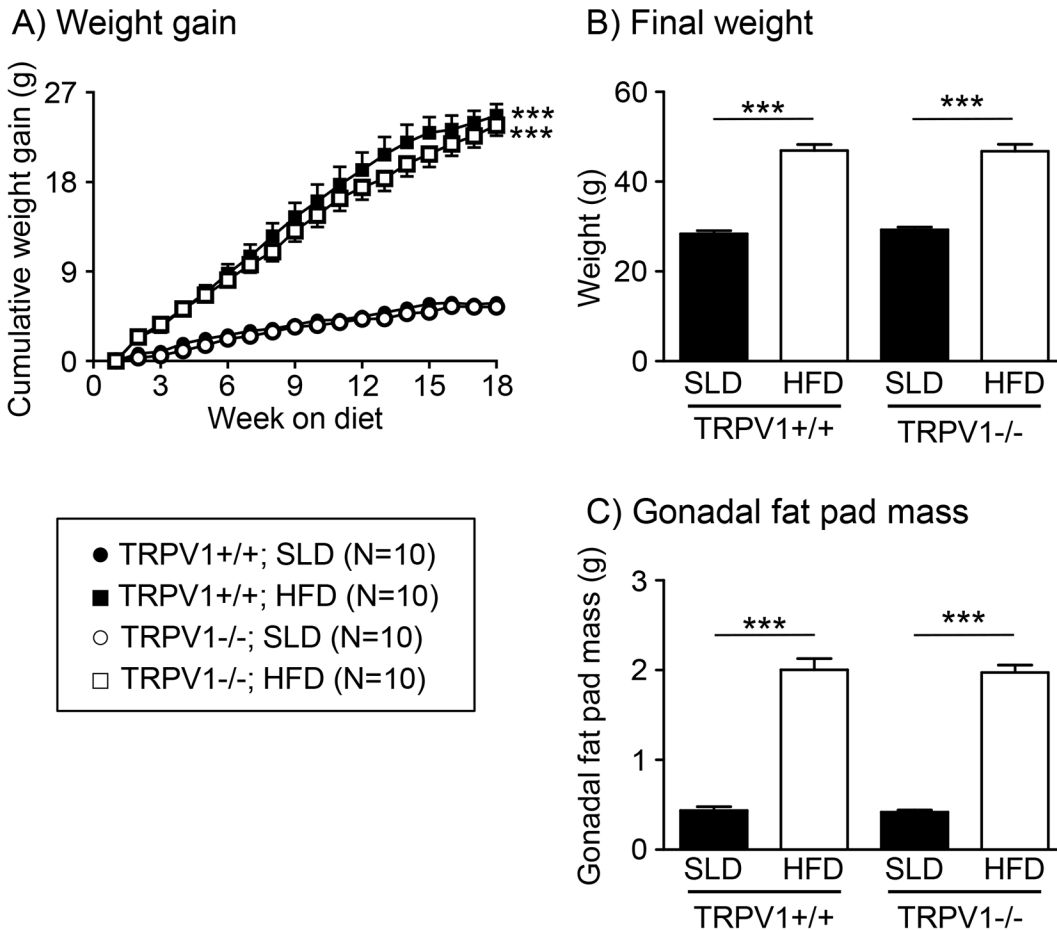 A) Weight gain
Cumulative weight gain (g)
27
18
9
0
0 3 6 9 12 15 18
Week on diet
***
***
● TRPV1+/+; SLD (N=10)
■ TRPV1+/+; HFD (N=10)
○ TRPV1-/-; SLD (N=10)
□ TRPV1-/-; HFD (N=10)
B) Final weight
Weight (g)
60
40
20
0
*** ***
SLD HFD SLD HFD
TRPV1+/+ TRPV1-/-
C) Gonadal fat pad mass
Gonadal fat pad mass (g)
3
2
1
0
*** ***
SLD HFD SLD HFD
TRPV1+/+ TRPV1-/-